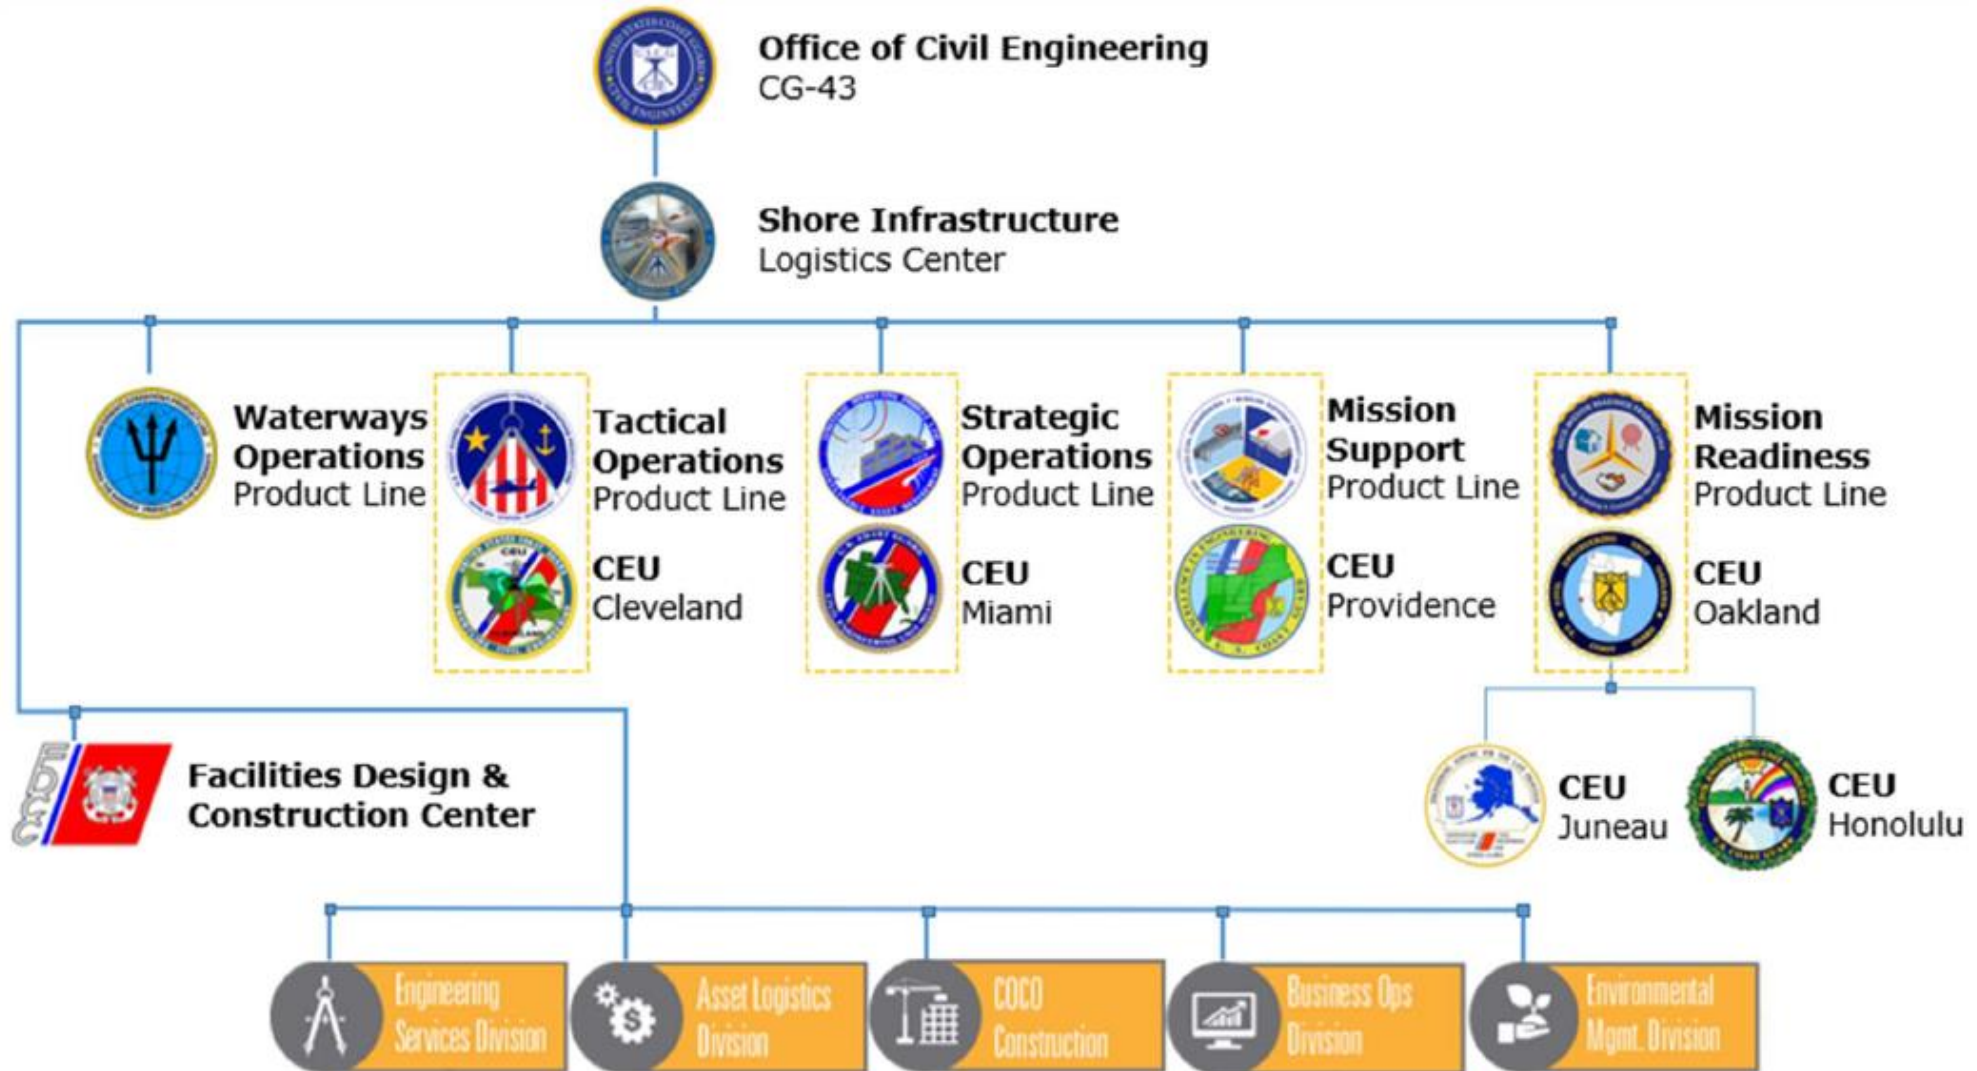 Office of Civil Engineering
CG-43
Shore Infrastructure
Logistics Center
Waterways
Operations
Product Line
Tactical
Operations
Product Line
CEU
Cleveland
Strategic
Operations
Product Line
CEU
Miami
Mission
Support
Product Line
CEU
Providence
Mission
Readiness
Product Line
CEU
Oakland
CEU
Juneau
CEU
Honolulu
Facilities Design &
Construction Center
Engineering
Services Division
Asset Logistics
Division
COCO
Construction
Business Ops
Division
Environmental
Mgmt. Division